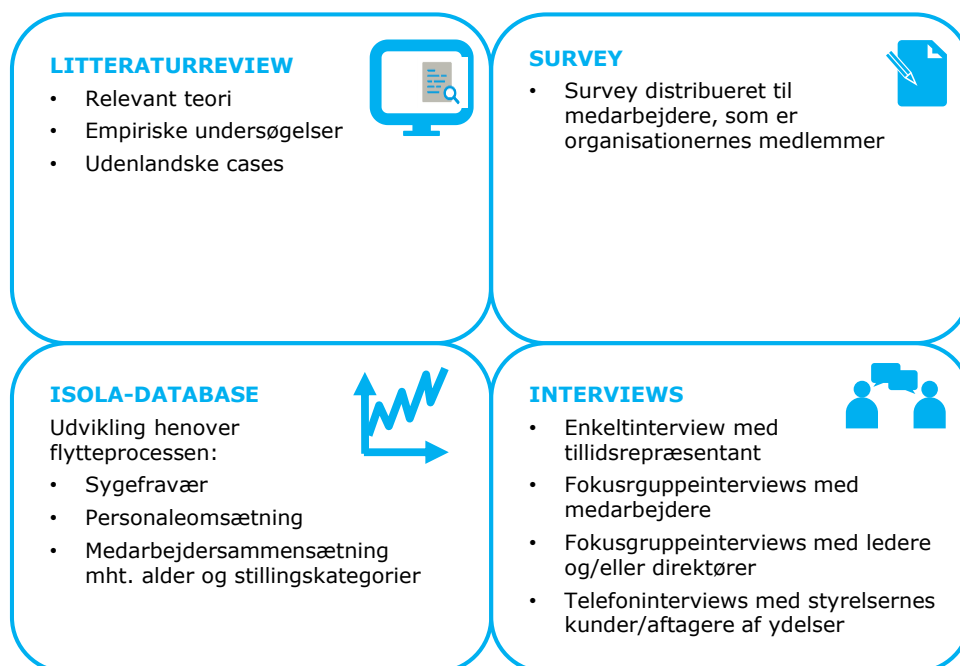 LITTERATURREVIEW
• Relevant teori
• Empiriske undersøgelser
• Udenlandske cases
SURVEY
• Survey distribueret til
medarbejdere, som er
organisationernes medlemmer
ISOLA-DATABASE
Udvikling henover
flytteprocessen:
• Sygefravær
• Personaleomsætning
• Medarbejdersammensætning
mht. alder og stillingskategorier
INTERVIEWS
• Enkeltinterview med
tillidsrepræsentant
• Fokusrguppeinterviews med
medarbejdere
• Fokusgruppeinterviews med ledere
og/eller direktører
• Telefoninterviews med styrelsernes
kunder/aftagere af ydelser